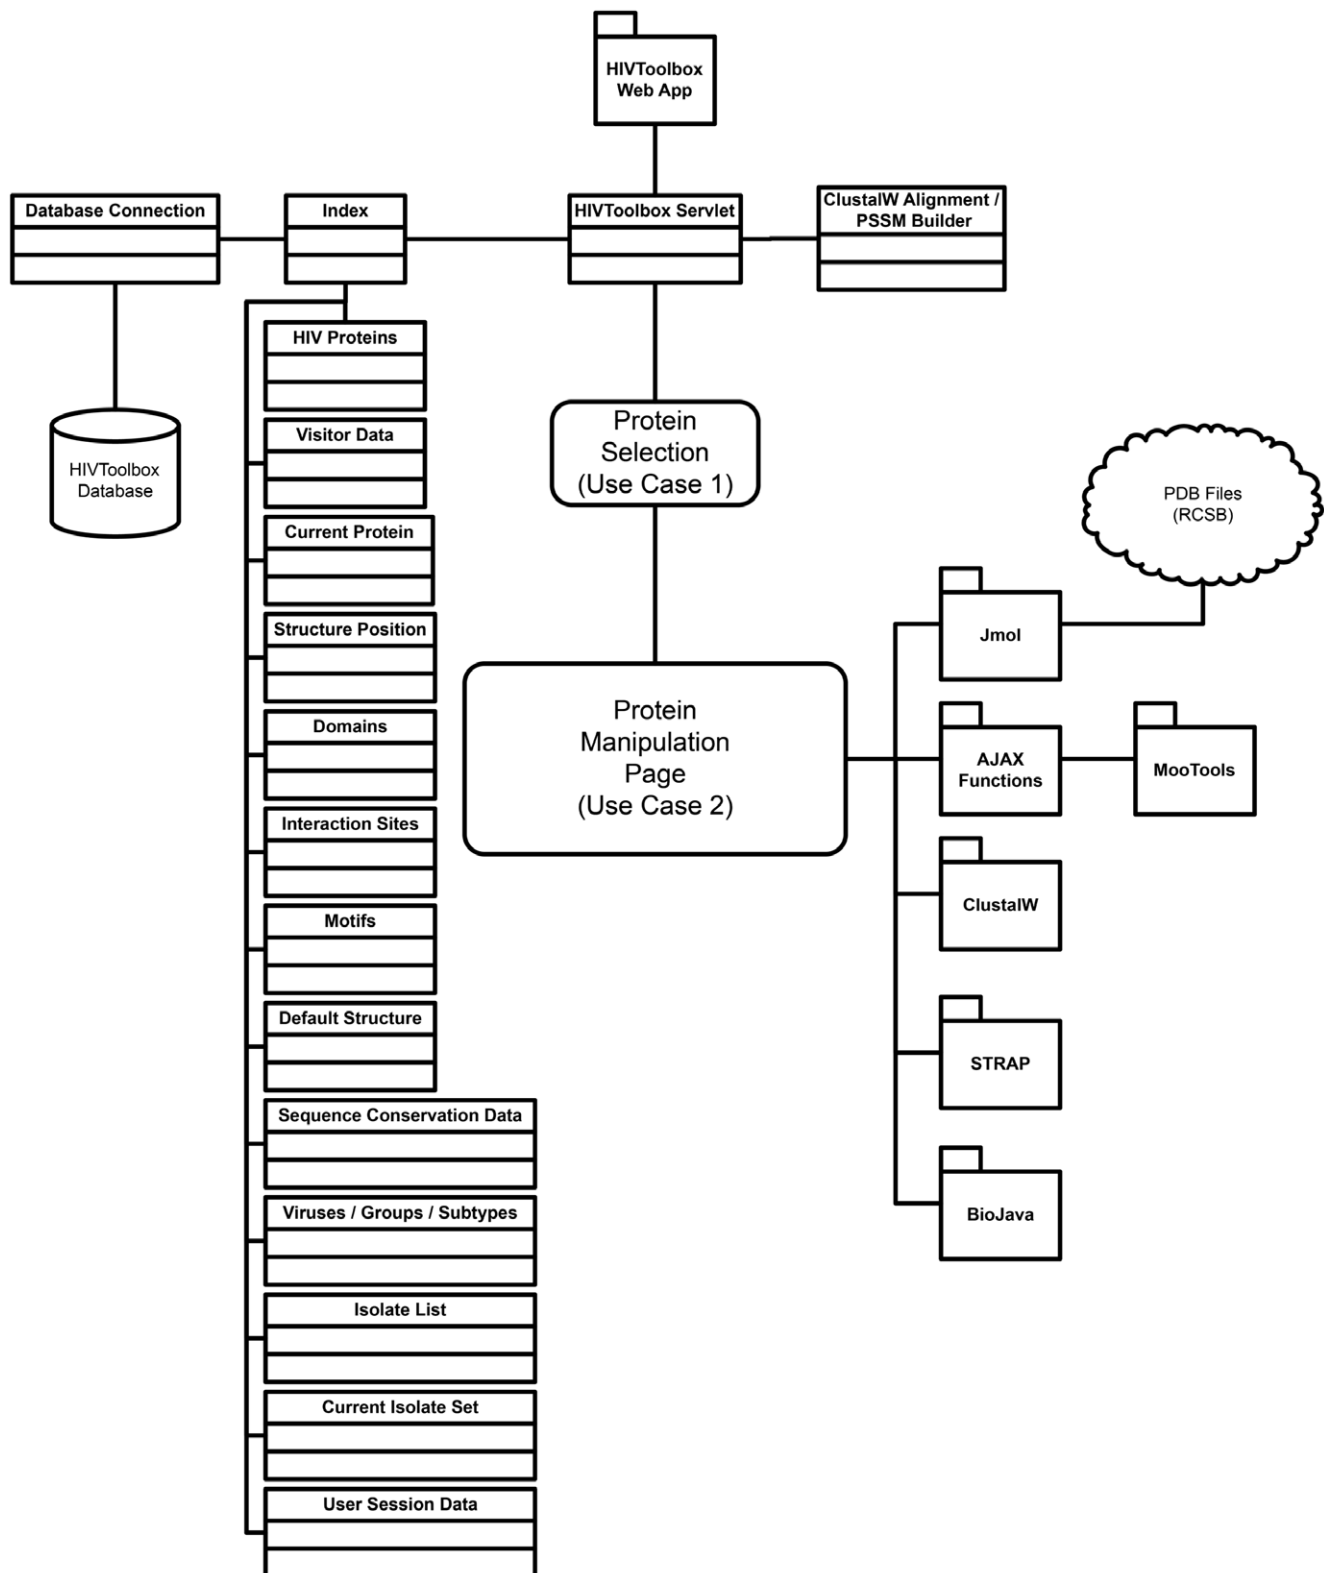 HIVToolbox
Web App
Database Connection
Index
HIVToolbox Servlet
ClustalW Alignment /
PSSM Builder
HIV Proteins
Visitor Data
Current Protein
Structure Position
Domains
Interaction Sites
Motifs
Default Structure
Sequence Conservation Data
Viruses / Groups / Subtypes
Isolate List
Current Isolate Set
User Session Data
HIVToolbox
Database
Protein
Selection
(Use Case 1)
Protein
Manipulation
Page
(Use Case 2)
PDB Files
(RCSB)
Jmol
AJAX
Functions
MooTools
ClustalW
STRAP
BioJava